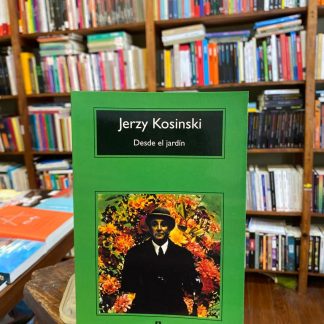 Jerzy Kosinski
Desde el jardín